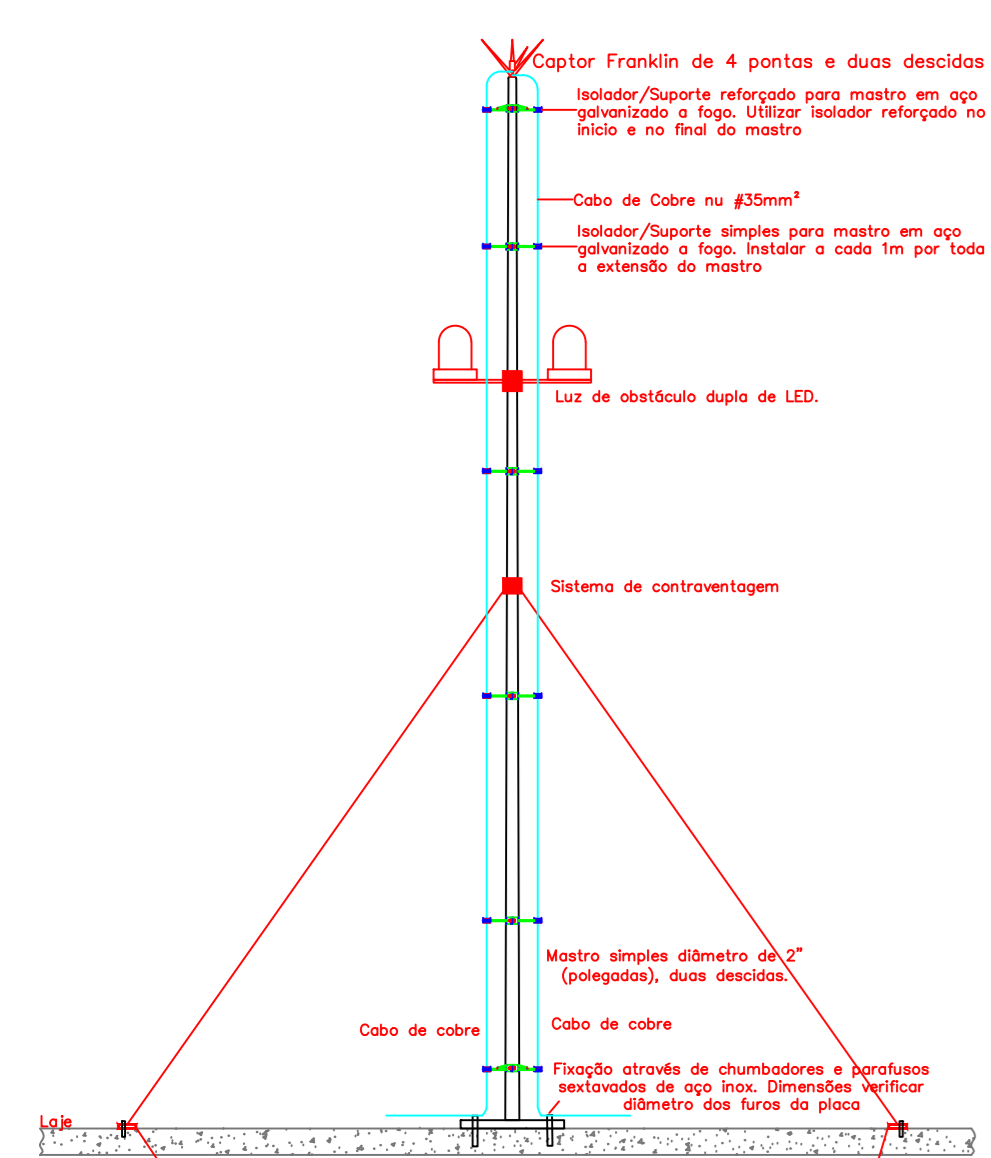 Captor Franklin de 4 pontas e duas descidas
Isolador/Suporte reforçado para mastro em aço
galvanizado a fogo. Utilizar isolador reforçado no
inicio e no final do mastro
Cabo de Cobre nu #35mm²
Isolador/Suporte simples para mastro em aço
galvanizado a fogo. Instalar a cada 1m por toda
a extensão do mastro
Luz de obstáculo dupla de LED.
Sistema de contraventagem
Mastro simples diâmetro de 2"
(polegadas), duas descidas.
Cabo de cobre
Cabo de cobre
Fixação através de chumbadores e parafusos
sextavados de aço inox. Dimensões verificar
diâmetro dos furos da placa
Laje